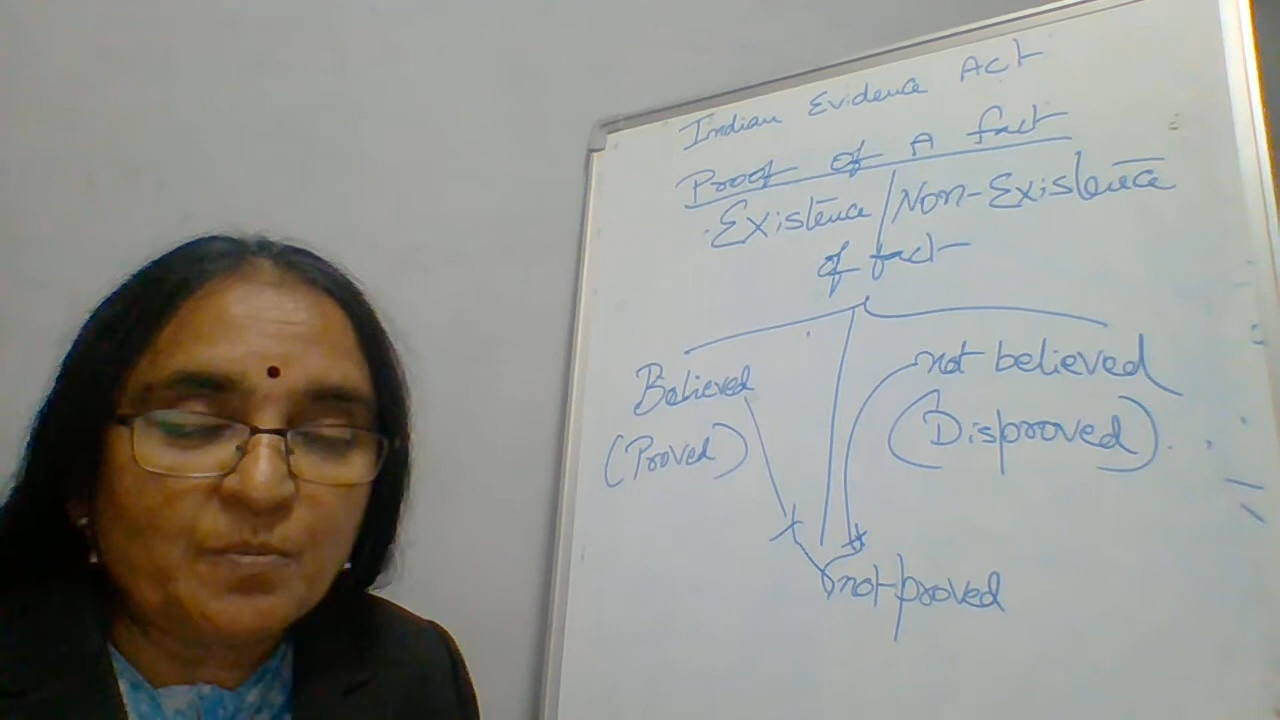 Indian Evidence Act
Proof of A fact
Existence/Non-Existence
of fact
Believed
not believed
(Proved)
(Disproved).
not proved